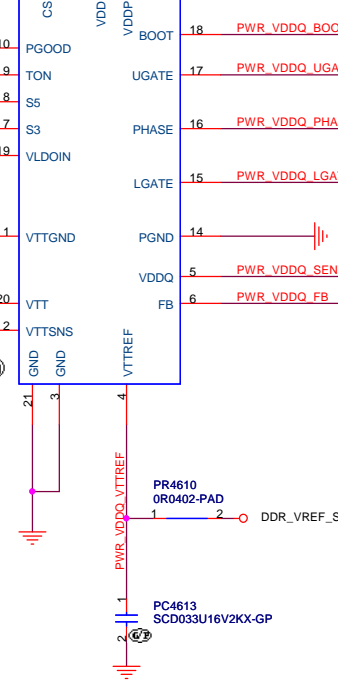 CS
VDD
VDDP
BOOT
18
PWR_VDDQ_BOO
10
PGOOD
9
TON
UGATE
17
PWR_VDDQ_UGA
8
S5
7
S3
PHASE
16
PWR_VDDQ_PHA
19
VLDOIN
LGATE
15
PWR_VDDQ_LGA
1
VTTGND
PGND
14
VDDQ
5
PWR_VDDQ_SEN
20
VTT
FB
6
PWR_VDDQ_FB
2
VTTSNS
GND
GND
VTTREF
21
3
4
PWR_VDDQ_VTTREF
PR4610
0R0402-PAD
1
2
DDR_VREF_S
1
PC4613
SCD033U16V2KX-GP
2